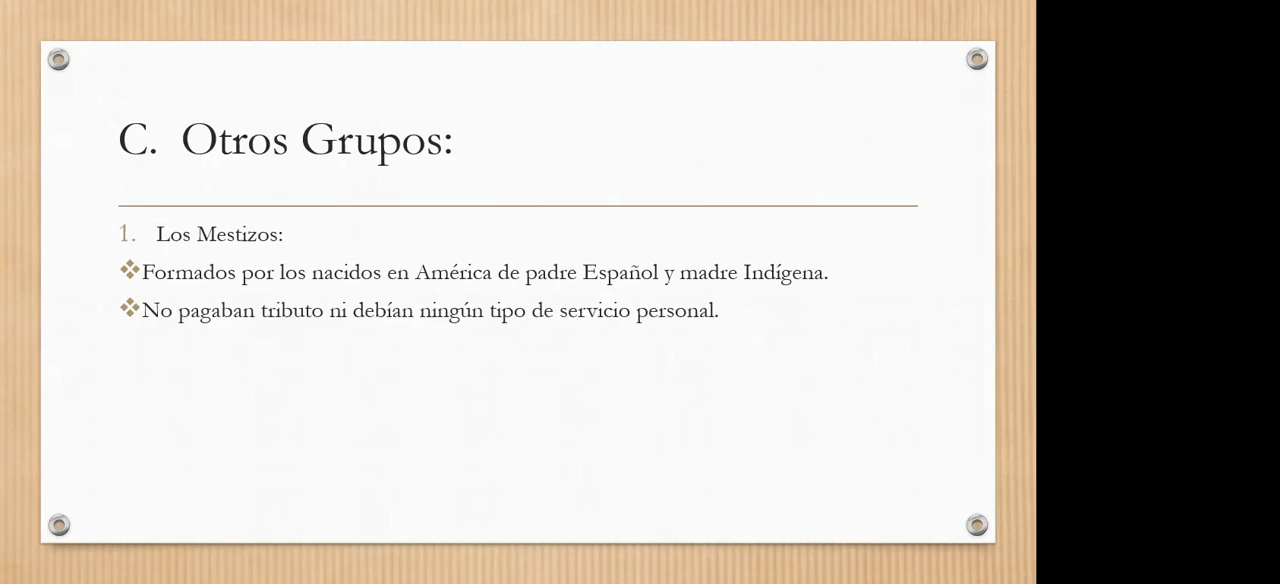 C. Otros Grupos:
1. Los Mestizos:
❖Formados por los nacidos en América de padre Español y madre Indígena.
❖No pagaban tributo ni debían ningún tipo de servicio personal.